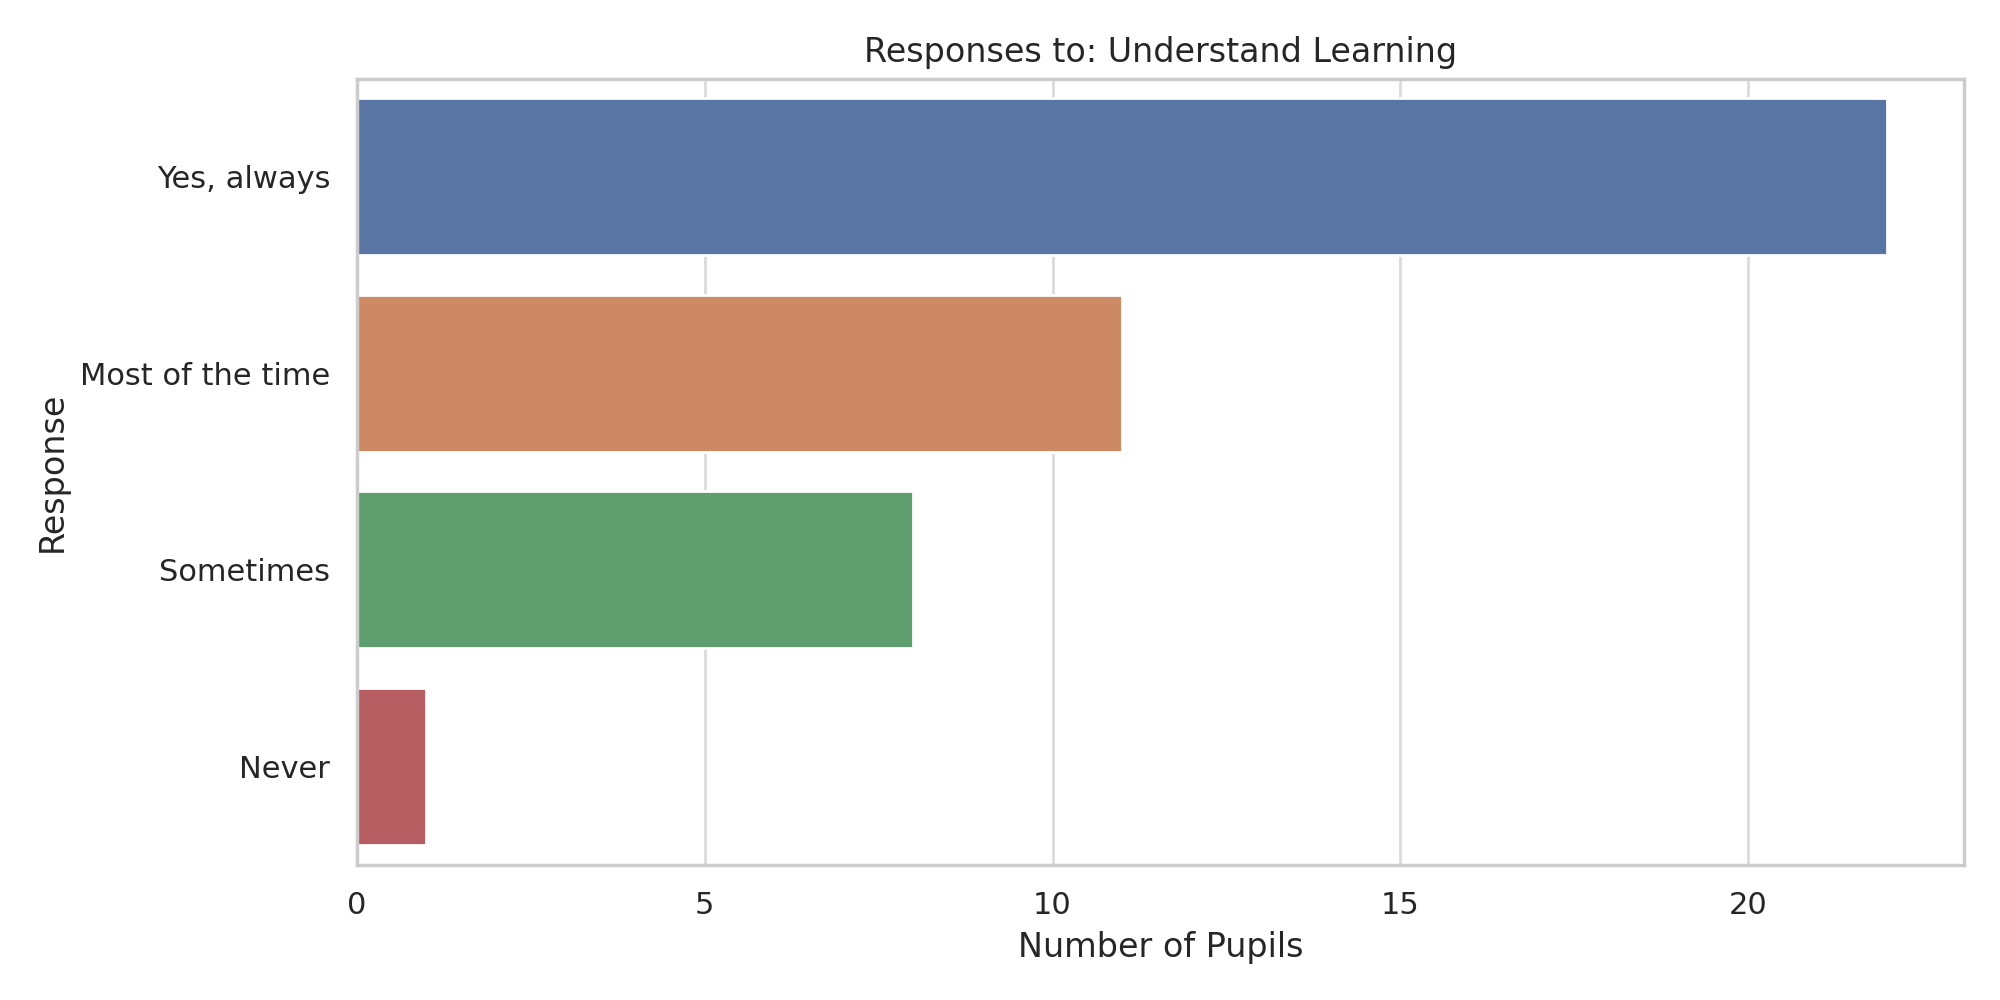 Responses to: Understand Learning
Yes, always
Most of the time
Sometimes
Never
Response
0 5 10 15 20
Number of Pupils